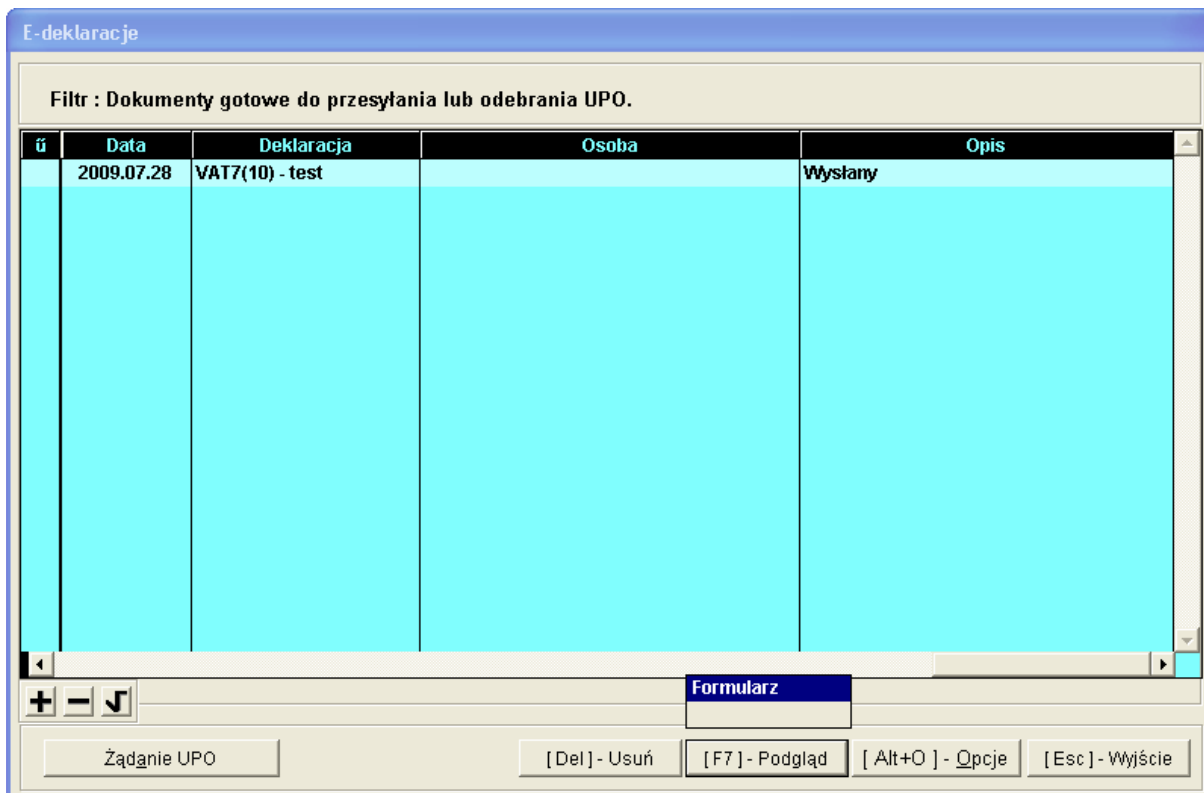 E-deklaracje
Filtr : Dokumenty gotowe do przesyłania lub odebrania UPO.
ű Data Deklaracja Osoba Opis
2009.07.28 VAT7(10) - test Wysłany
Formularz
Żądanie UPO [ Del ] - Usuń [ F7 ] - Podgląd [ Alt+O ] - Opcje [ Esc ] - Wyjście